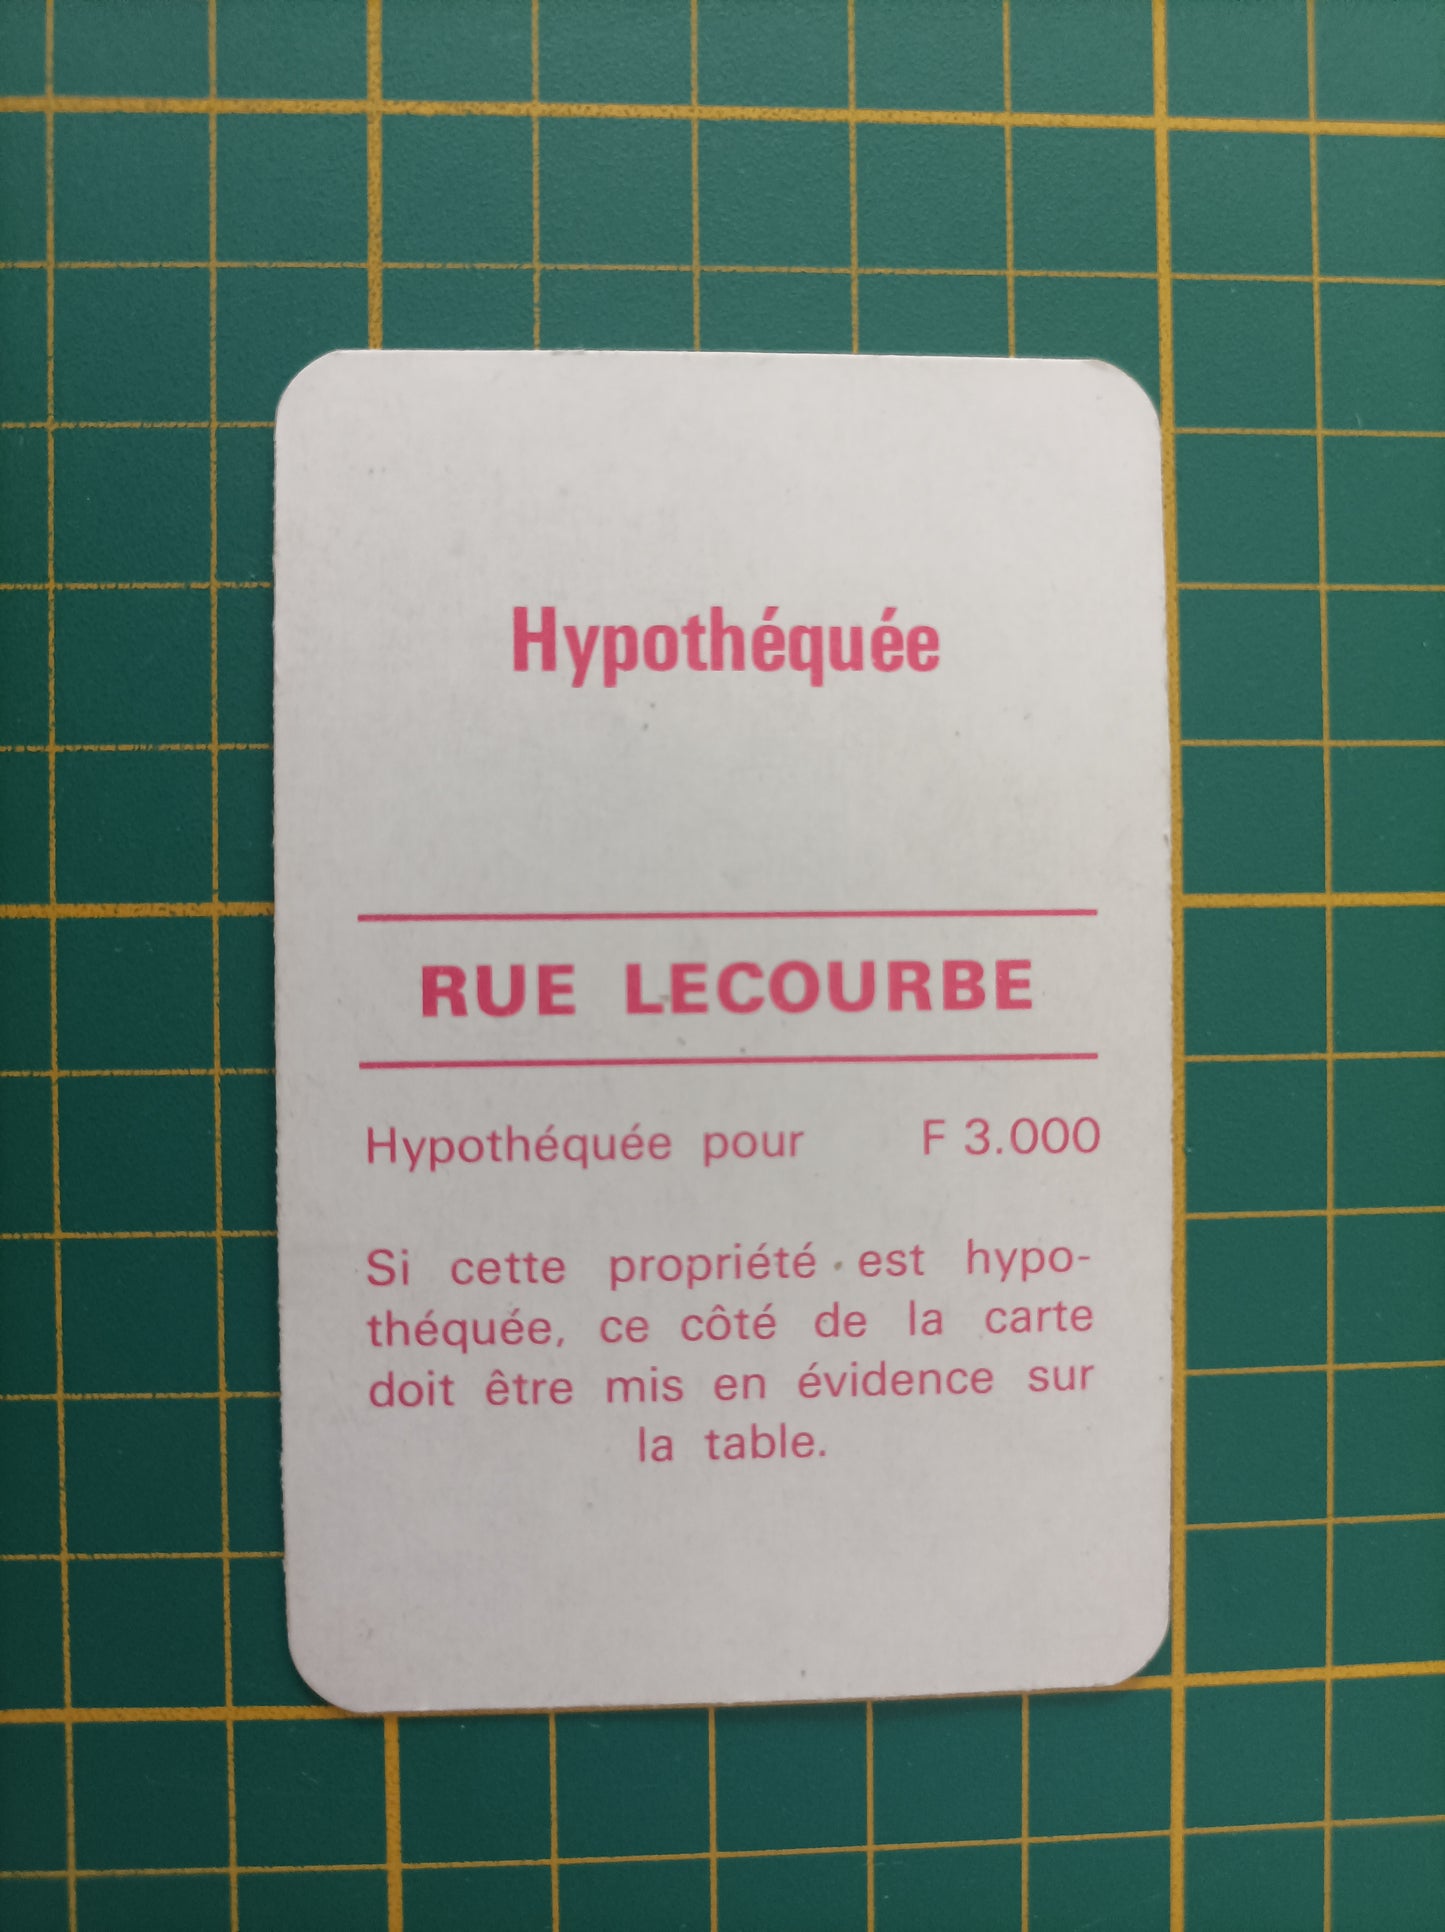 Hypothéquée
RUE LECOURBE
Hypothéquée pour F 3.000
Si cette propriété est hypo-
théquée, ce côté de la carte
doit être mis en évidence sur
la table.